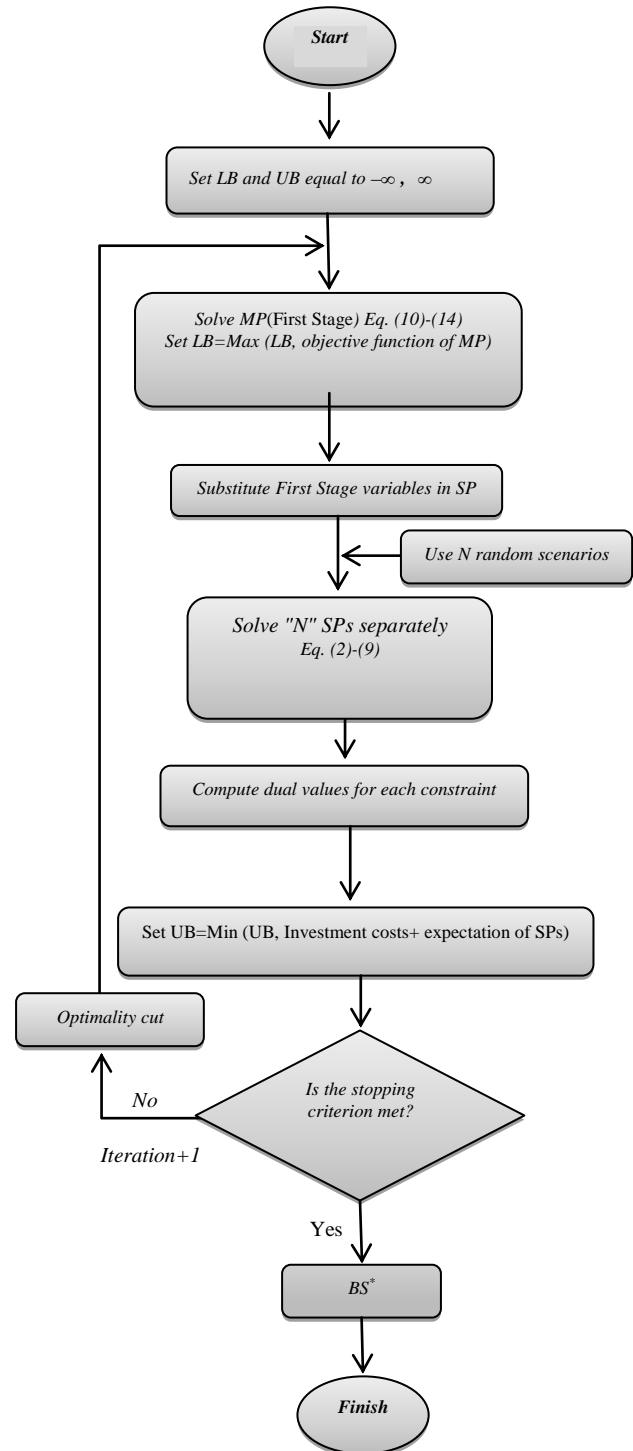 Start
Set LB and UB equal to −∞ , ∞
Solve MP(First Stage) Eq. (10)-(14)
Set LB=Max (LB, objective function of MP)
Substitute First Stage variables in SP
Use N random scenarios
Solve "N" SPs separately
Eq. (2)-(9)
Compute dual values for each constraint
Set UB=Min (UB, Investment costs+ expectation of SPs)
Optimality cut
Is the stopping
criterion met?
No
Iteration+1
Yes
BS*
Finish